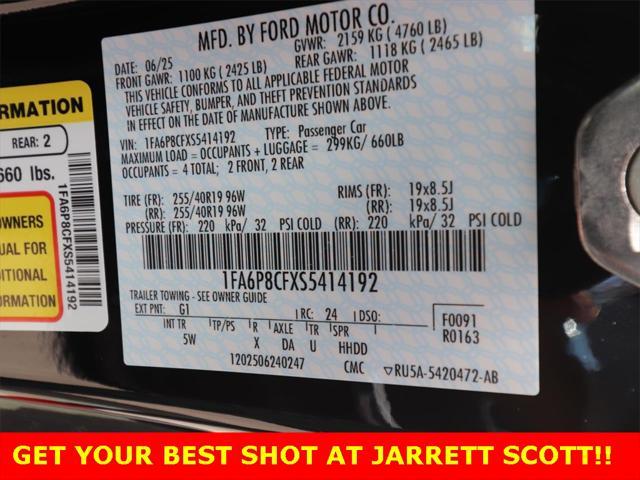 MFD. BY FORD MOTOR CO.
DATE: 06/25 GVWR: 2159 KG ( 4760 LB)
FRONT GAWR: 1100 KG ( 2425 LB) REAR GAWR: 1118 KG ( 2465 LB)
THIS VEHICLE CONFORMS TO ALL APPLICABLE FEDERAL MOTOR
VEHICLE SAFETY, BUMPER, AND THEFT PREVENTION STANDARDS
IN EFFECT ON THE DATE OF MANUFACTURE SHOWN ABOVE.
VIN: 1FA6P8CFXS5414192 TYPE: Passenger Car
MAXIMUM LOAD = OCCUPANTS + LUGGAGE = 299KG/ 660LB
OCCUPANTS = 4 TOTAL; 2 FRONT, 2 REAR
TIRE (FR): 255/40R19 96W RIMS (FR): 19x8.5J
(RR): 255/40R19 96W (RR): 19x8.5J
PRESSURE (FR): 220 kPa/ 32 PSI COLD (RR): 220 kPa/ 32 PSI COLD
1FA6P8CFXS5414192
TRAILER TOWING - SEE OWNER GUIDE
EXT PNT: G1 RC: 24 DSO: F0091
INT TR TP/PS R AXLE TR SPR R0163
5W X DA U HHDD
1202506240247 CMC RU5A-5420472-AB
ORMATION
REAR: 2
660 lbs.
OWNERS
UAL FOR
DITIONAL
ORMATION
1FA6P8CFXS5414192
GET YOUR BEST SHOT AT JARRETT SCOTT!!